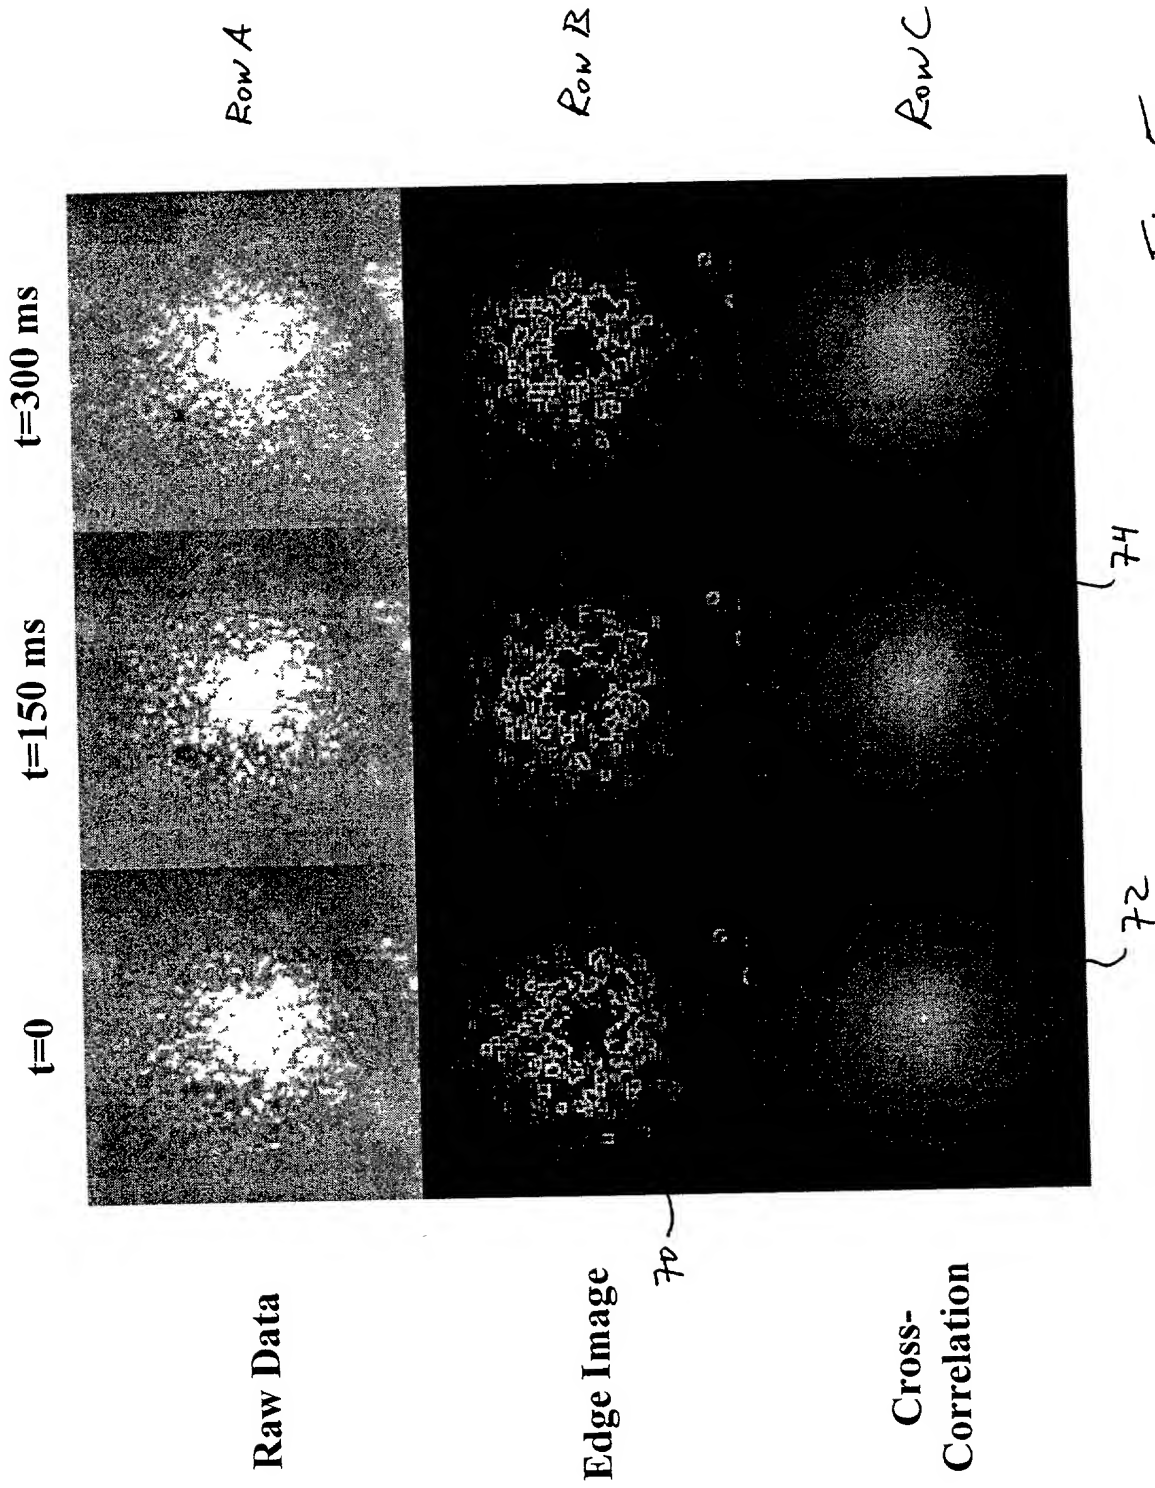 t=0 t=150 ms t=300 ms
Raw Data
Row A
Edge Image
Row B
70
Cross-
Correlation
Row C
72
74